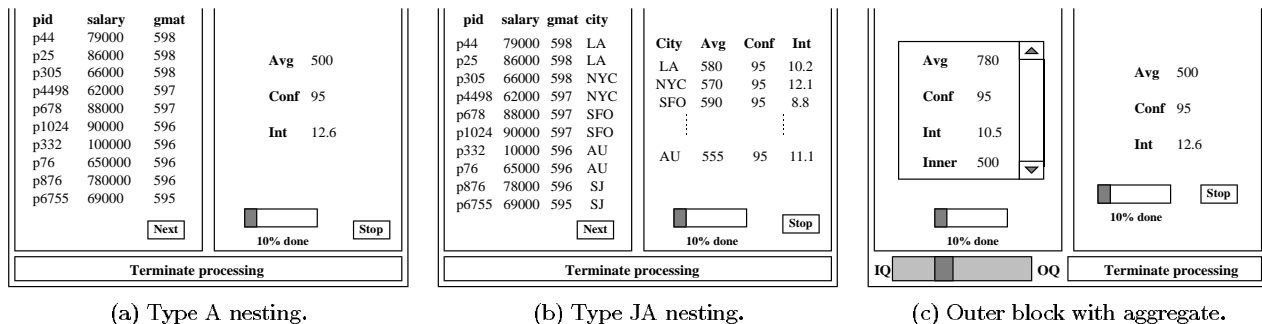 pid salary gmat
p44 79000 598
p25 86000 598
p305 66000 598
p4498 62000 597
p678 88000 597
p1024 90000 596
p332 100000 596
p76 650000 596
p876 780000 596
p6755 69000 595
Next
Avg 500
Conf 95
Int 12.6
10% done
Stop
Terminate processing
(a) Type A nesting.
pid salary gmat city
p44 79000 598 LA
p25 86000 598 LA
p305 66000 598 NYC
p4498 62000 597 NYC
p678 88000 597 SFO
p1024 90000 597 SFO
p332 10000 596 AU
p76 65000 596 AU
p876 78000 596 SJ
p6755 69000 595 SJ
Next
City Avg Conf Int
LA 580 95 10.2
NYC 570 95 12.1
SFO 590 95 8.8
AU 555 95 11.1
10% done
Stop
Terminate processing
(b) Type JA nesting.
Avg 780
Conf 95
Int 10.5
Inner 500
10% done
IQ OQ
Avg 500
Conf 95
Int 12.6
Stop
10% done
Terminate processing
(c) Outer block with aggregate.